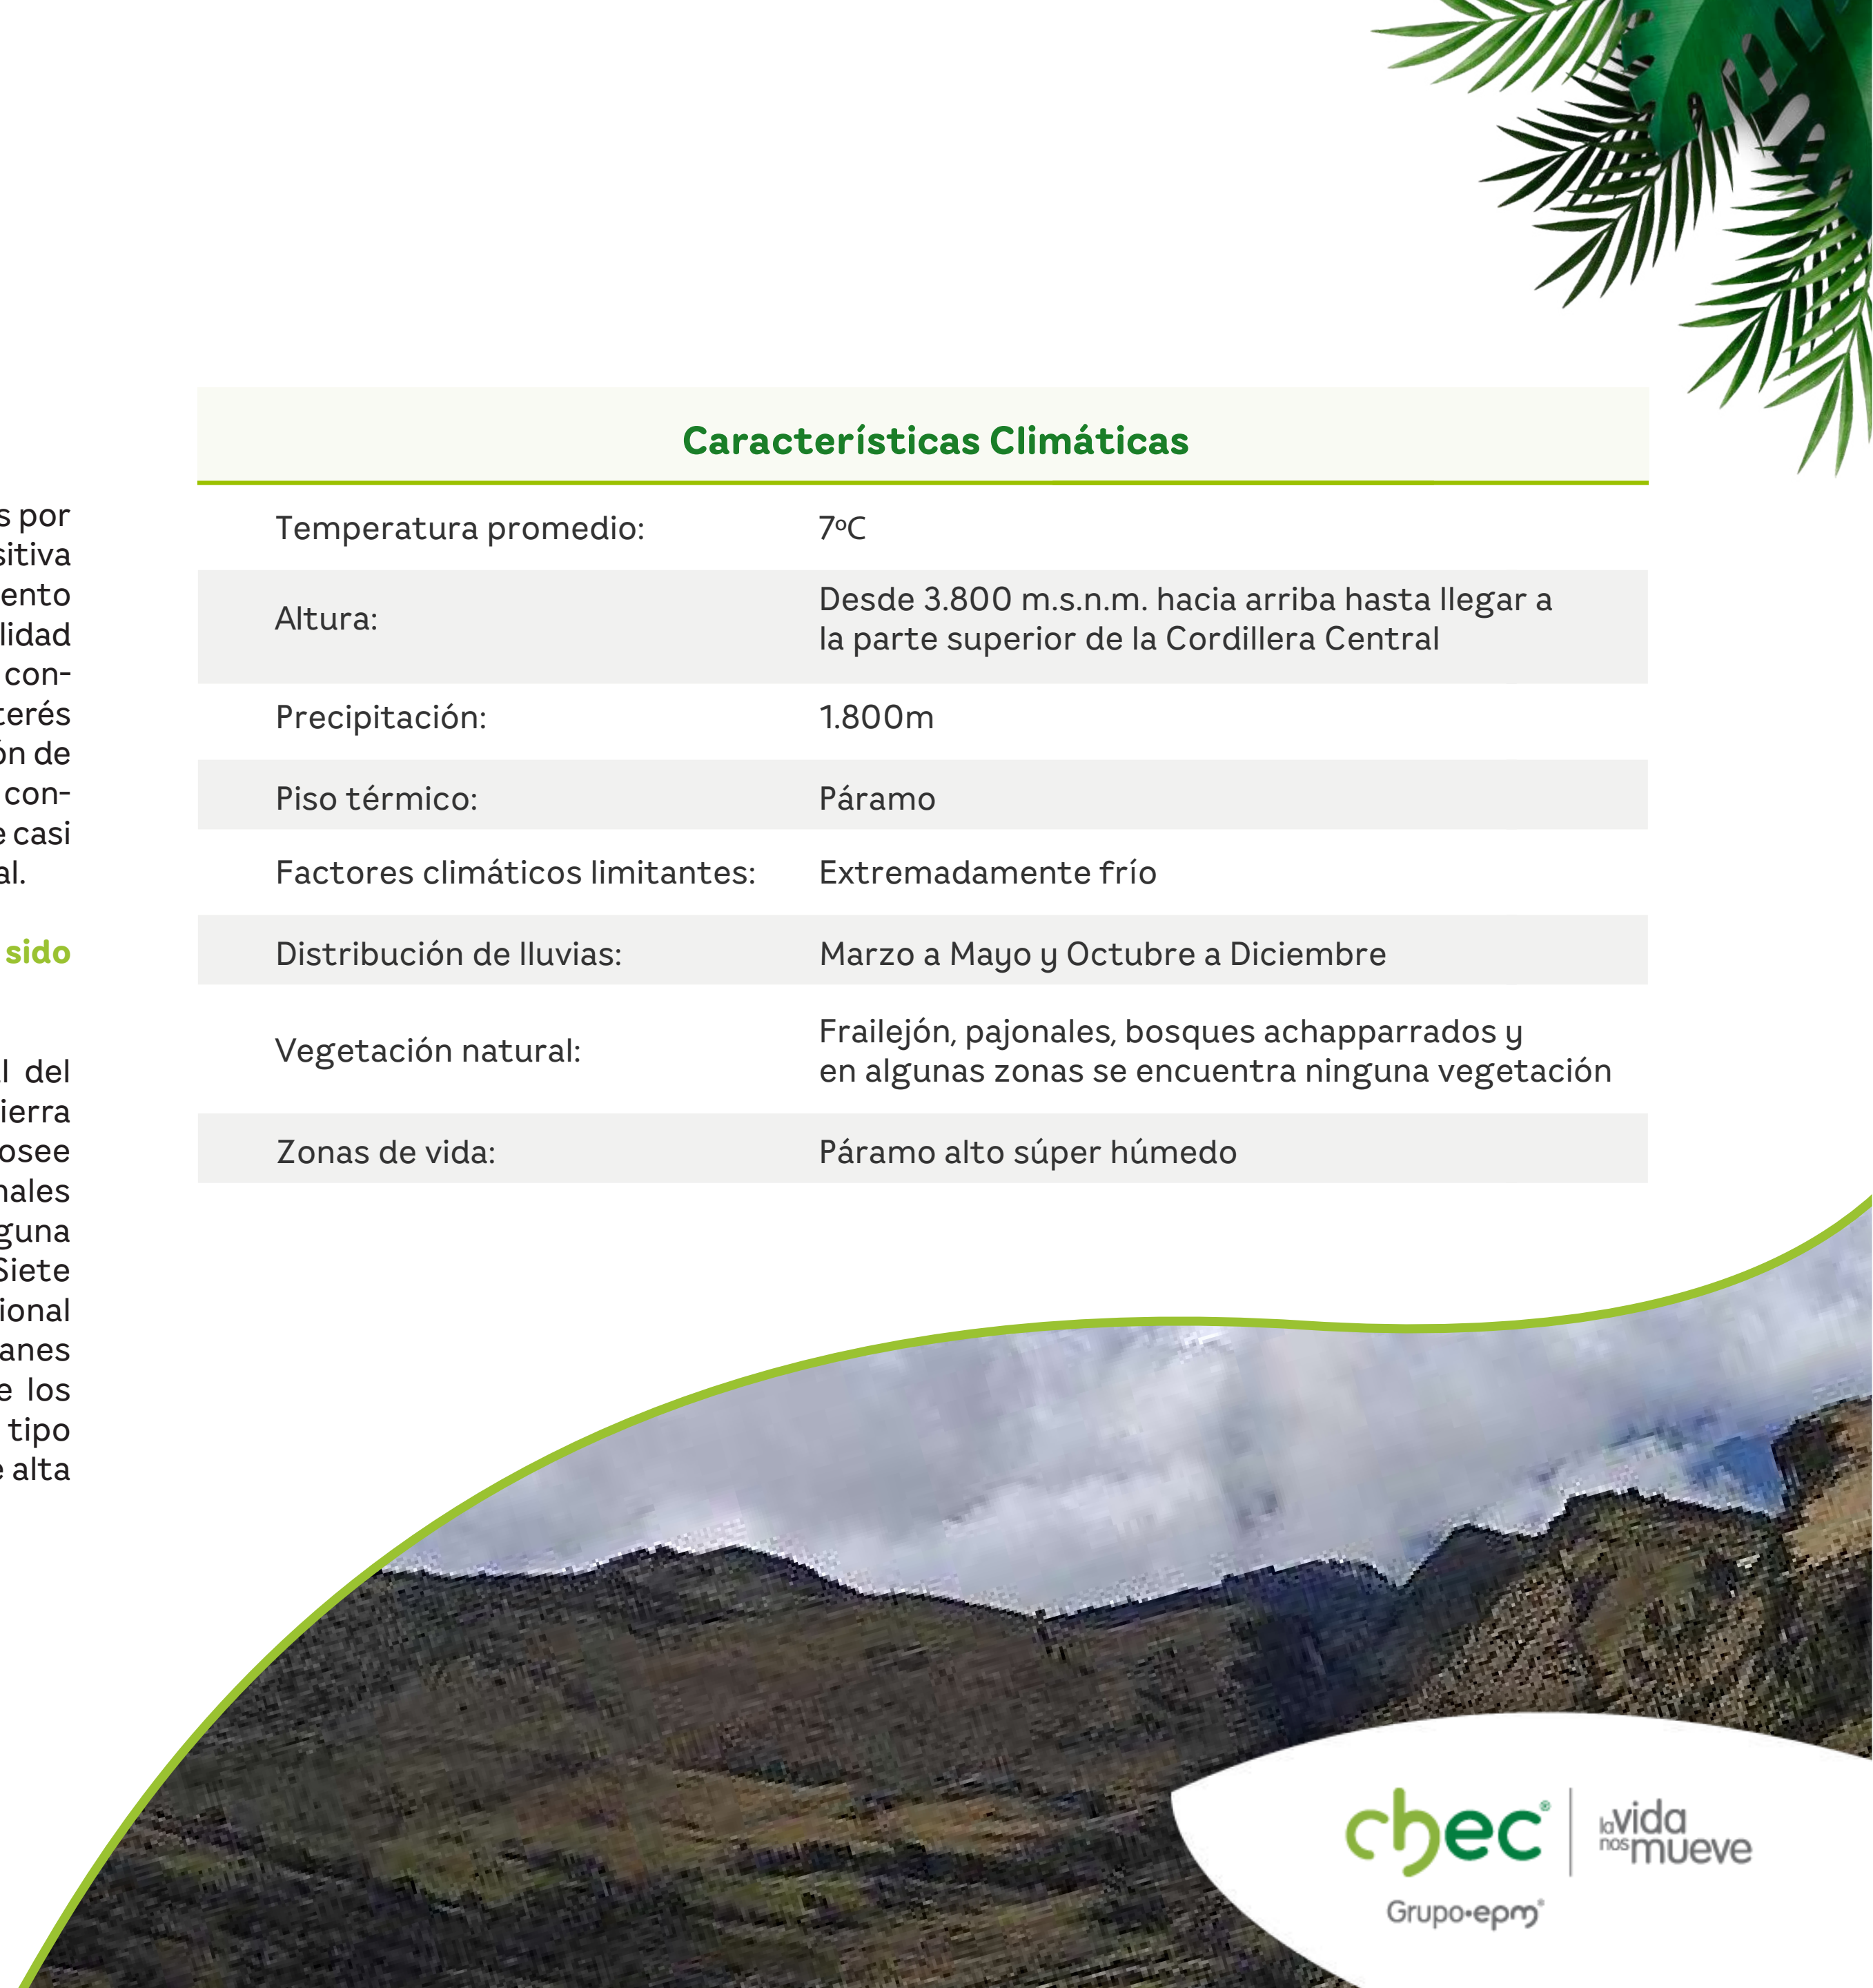 s por
sitiva
ento
lidad
con-
terés
ón de
con-
e casi
al.
sido
l del
ierra
osee
nales
guna
Siete
ional
anes
e los
tipo
e alta
Características Climáticas
Temperatura promedio: 7ºC
Altura: Desde 3.800 m.s.n.m. hacia arriba hasta llegar a
la parte superior de la Cordillera Central
Precipitación: 1.800m
Piso térmico: Páramo
Factores climáticos limitantes: Extremadamente frío
Distribución de lluvias: Marzo a Mayo y Octubre a Diciembre
Vegetación natural: Frailejón, pajonales, bosques achapparrados y
en algunas zonas se encuentra ninguna vegetación
Zonas de vida: Páramo alto súper húmedo
chec®
Grupo•epm®
la vida
nos mueve